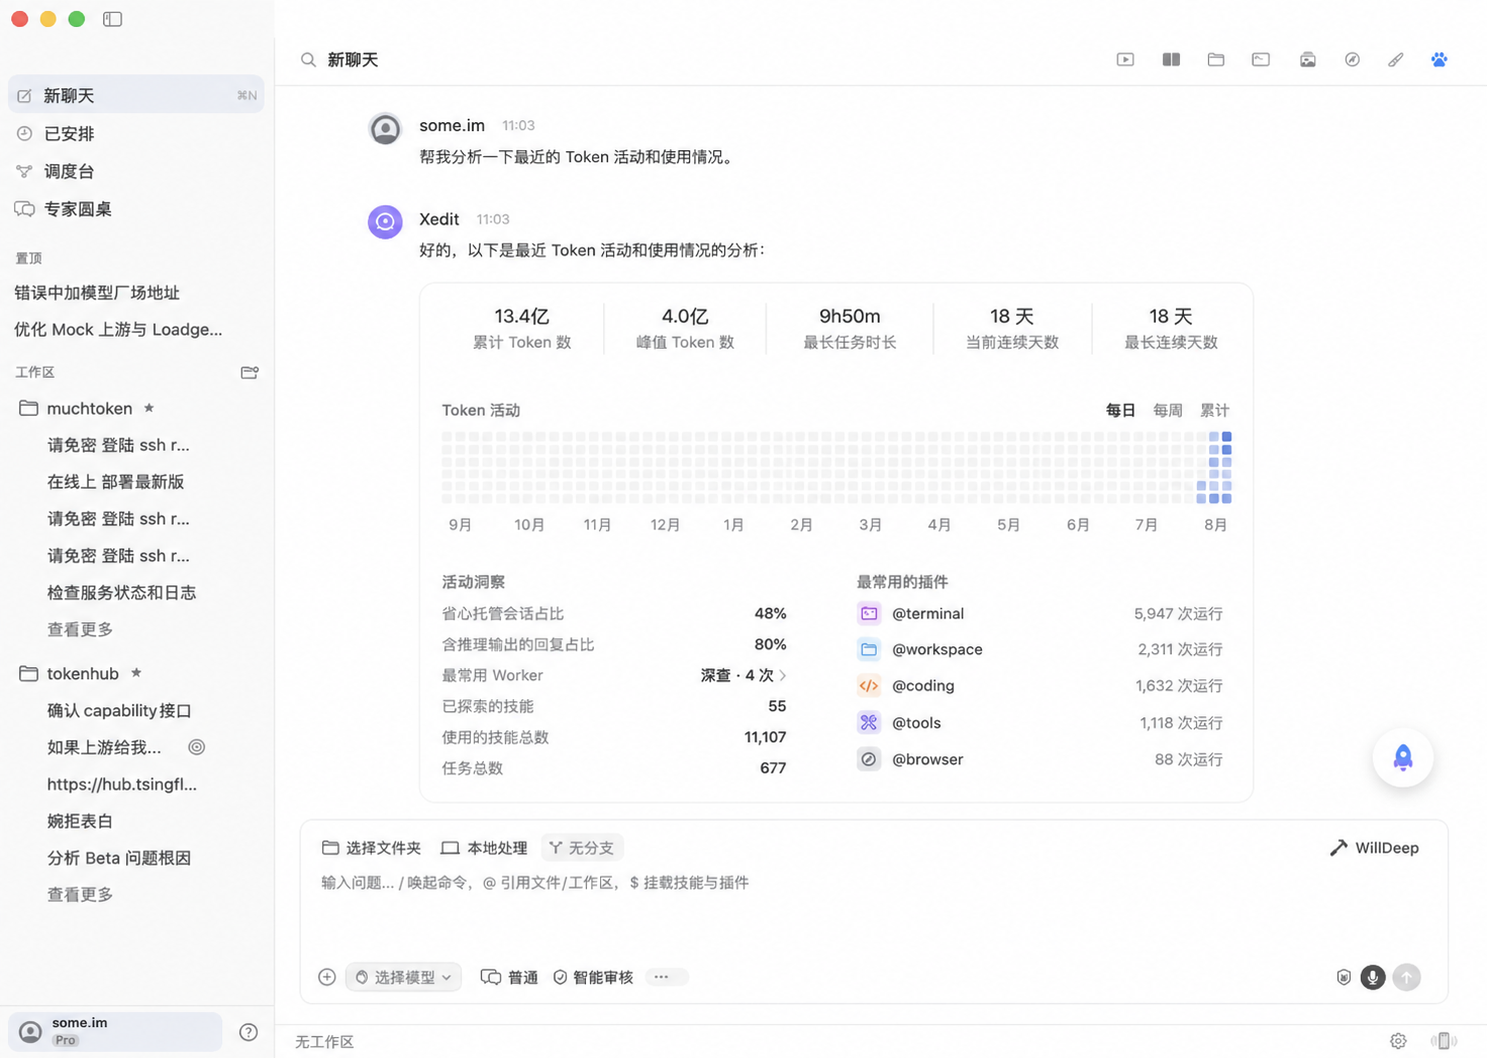 新聊天
⌘N
已安排
调度台
专家圆桌
置顶
错误中加模型厂场地址
优化 Mock 上游与 Loadge...
工作区
muchtoken
请免密 登陆 ssh r...
在线上 部署最新版
请免密 登陆 ssh r...
请免密 登陆 ssh r...
检查服务状态和日志
查看更多
tokenhub
确认 capability接口
如果上游给我...
https://hub.tsingfl...
婉拒表白
分析 Beta 问题根因
查看更多
some.im
Pro
新聊天
some.im 11:03
帮我分析一下最近的 Token 活动和使用情况。
Xedit 11:03
好的，以下是最近 Token 活动和使用情况的分析：
13.4亿 4.0亿 9h50m 18 天 18 天
累计 Token 数 峰值 Token 数 最长任务时长 当前连续天数 最长连续天数
Token 活动 每日 每周 累计
9月 10月 11月 12月 1月 2月 3月 4月 5月 6月 7月 8月
活动洞察
省心托管会话占比 48%
含推理输出的回复占比 80%
最常用 Worker 深查 · 4 次 >
已探索的技能 55
使用的技能总数 11,107
任务总数 677
最常用的插件
@terminal 5,947 次运行
@workspace 2,311 次运行
@coding 1,632 次运行
@tools 1,118 次运行
@browser 88 次运行
选择文件夹 本地处理 无分支 WillDeep
输入问题... / 唤起命令，@ 引用文件/工作区，$ 挂载技能与插件
选择模型 普通 智能审核 ···
无工作区